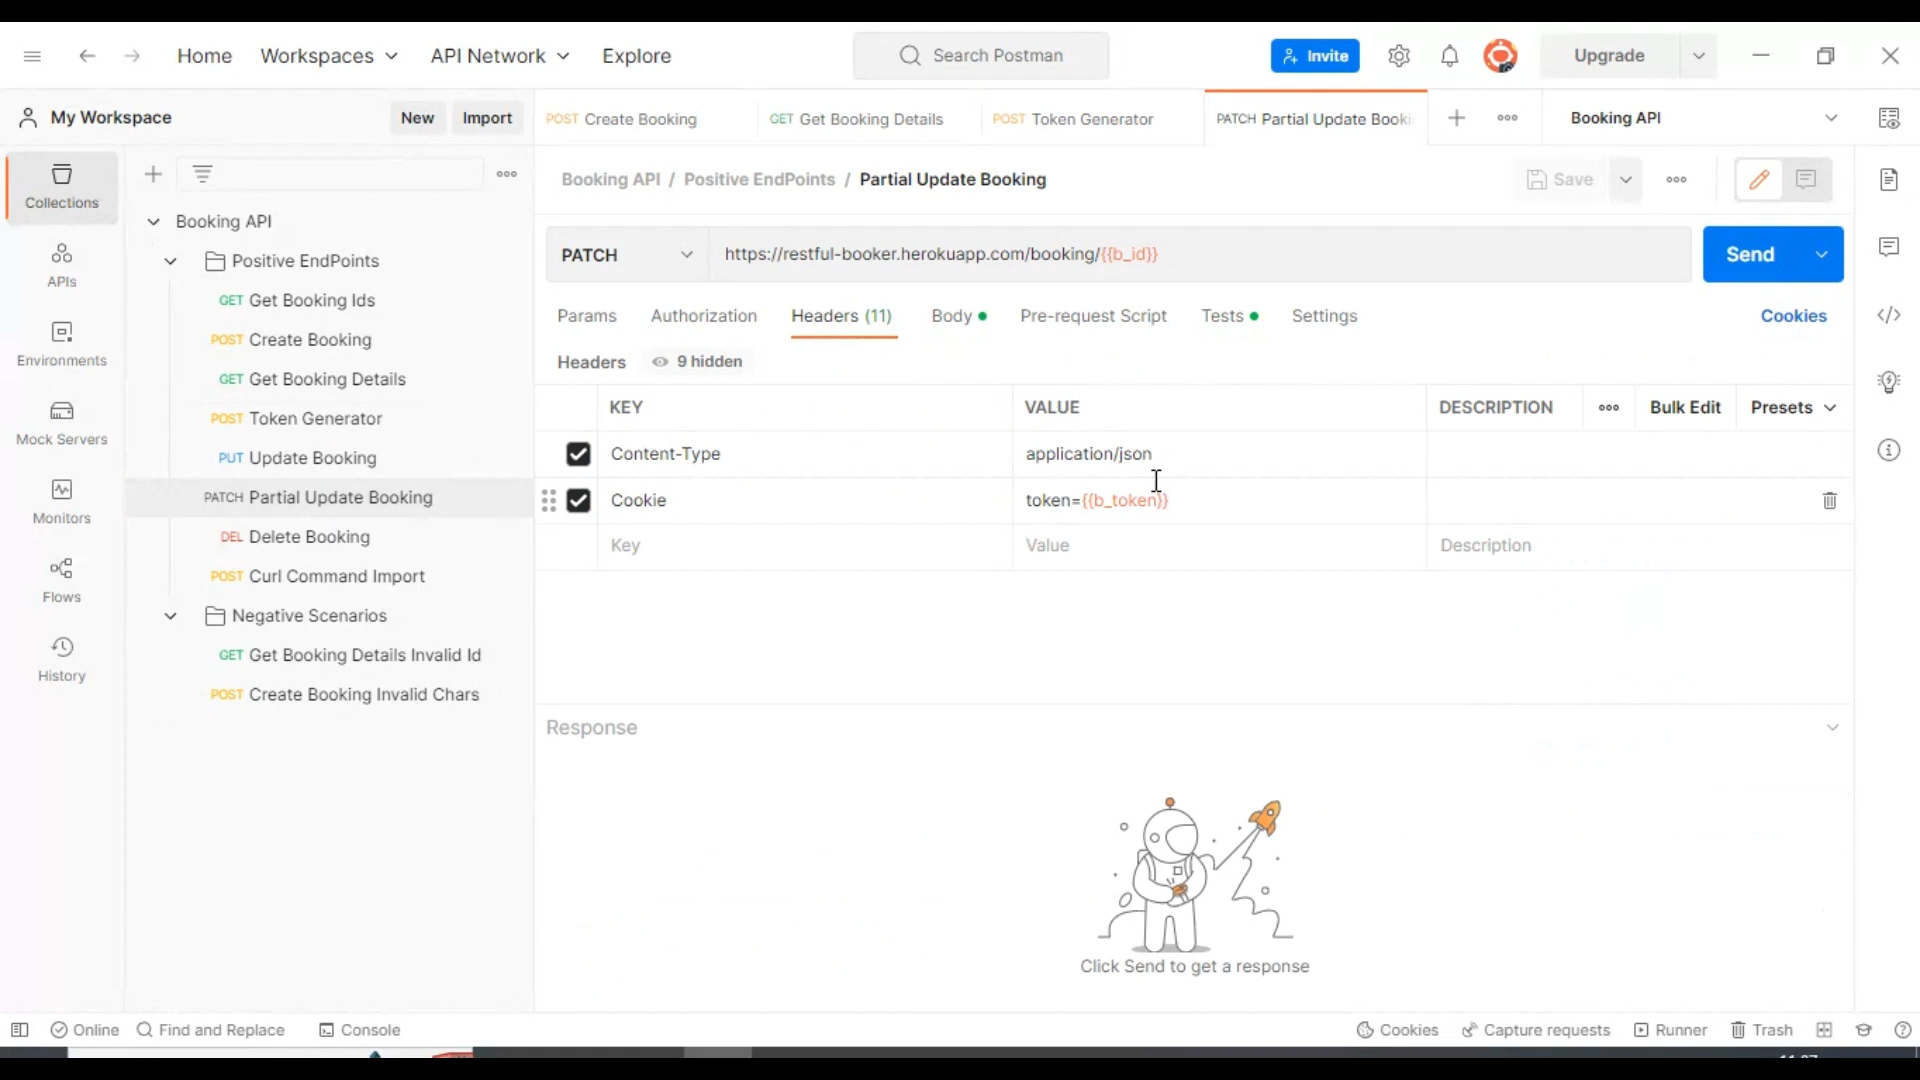 Home Workspaces API Network Explore Search Postman Invite Upgrade
My Workspace New Import
POST Create Booking GET Get Booking Details POST Token Generator PATCH Partial Update Booki Booking API
Collections
APIs
Environments
Mock Servers
Monitors
Flows
History
Booking API
Positive EndPoints
GET Get Booking Ids
POST Create Booking
GET Get Booking Details
POST Token Generator
PUT Update Booking
PATCH Partial Update Booking
DEL Delete Booking
POST Curl Command Import
Negative Scenarios
GET Get Booking Details Invalid Id
POST Create Booking Invalid Chars
Booking API / Positive EndPoints / Partial Update Booking Save
PATCH https://restful-booker.herokuapp.com/booking/{{b_id}} Send
Params Authorization Headers (11) Body Pre-request Script Tests Settings Cookies
Headers 9 hidden
KEY VALUE DESCRIPTION Bulk Edit Presets
Content-Type application/json
Cookie token={{b_token}}
Key Value Description
Response
Click Send to get a response
Online Find and Replace Console Cookies Capture requests Runner Trash